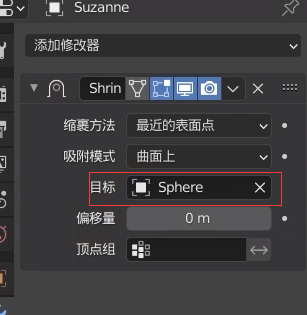 Suzanne
添加修改器
Shrin
缩裹方法 最近的表面点
吸附模式 曲面上
目标 Sphere
偏移量 0 m
顶点组